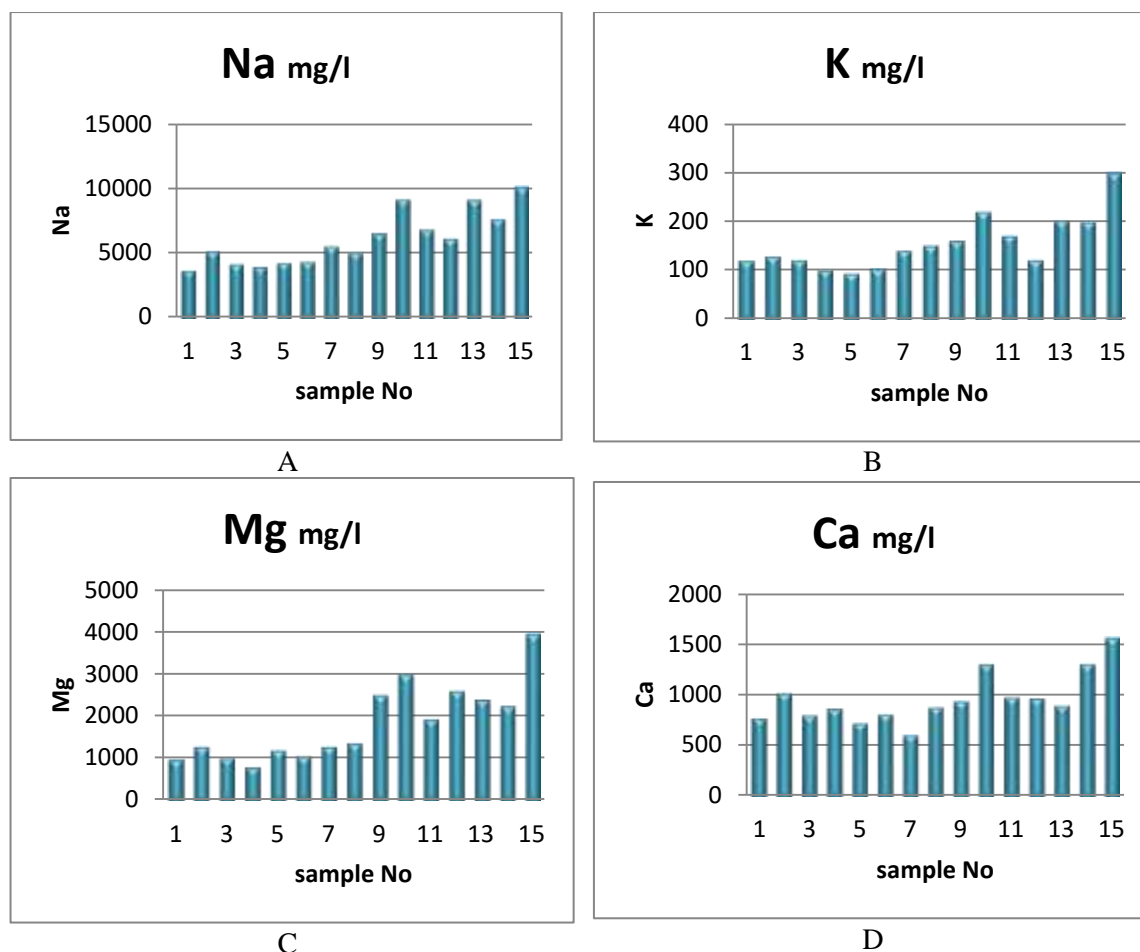 Na mg/l
15000
10000
5000
0
Na
1 3 5 7 9 11 13 15
sample No
A
K mg/l
400
300
200
100
0
K
1 3 5 7 9 11 13 15
sample No
B
Mg mg/l
5000
4000
3000
2000
1000
0
Mg
1 3 5 7 9 11 13 15
sample No
C
Ca mg/l
2000
1500
1000
500
0
Ca
1 3 5 7 9 11 13 15
sample No
D